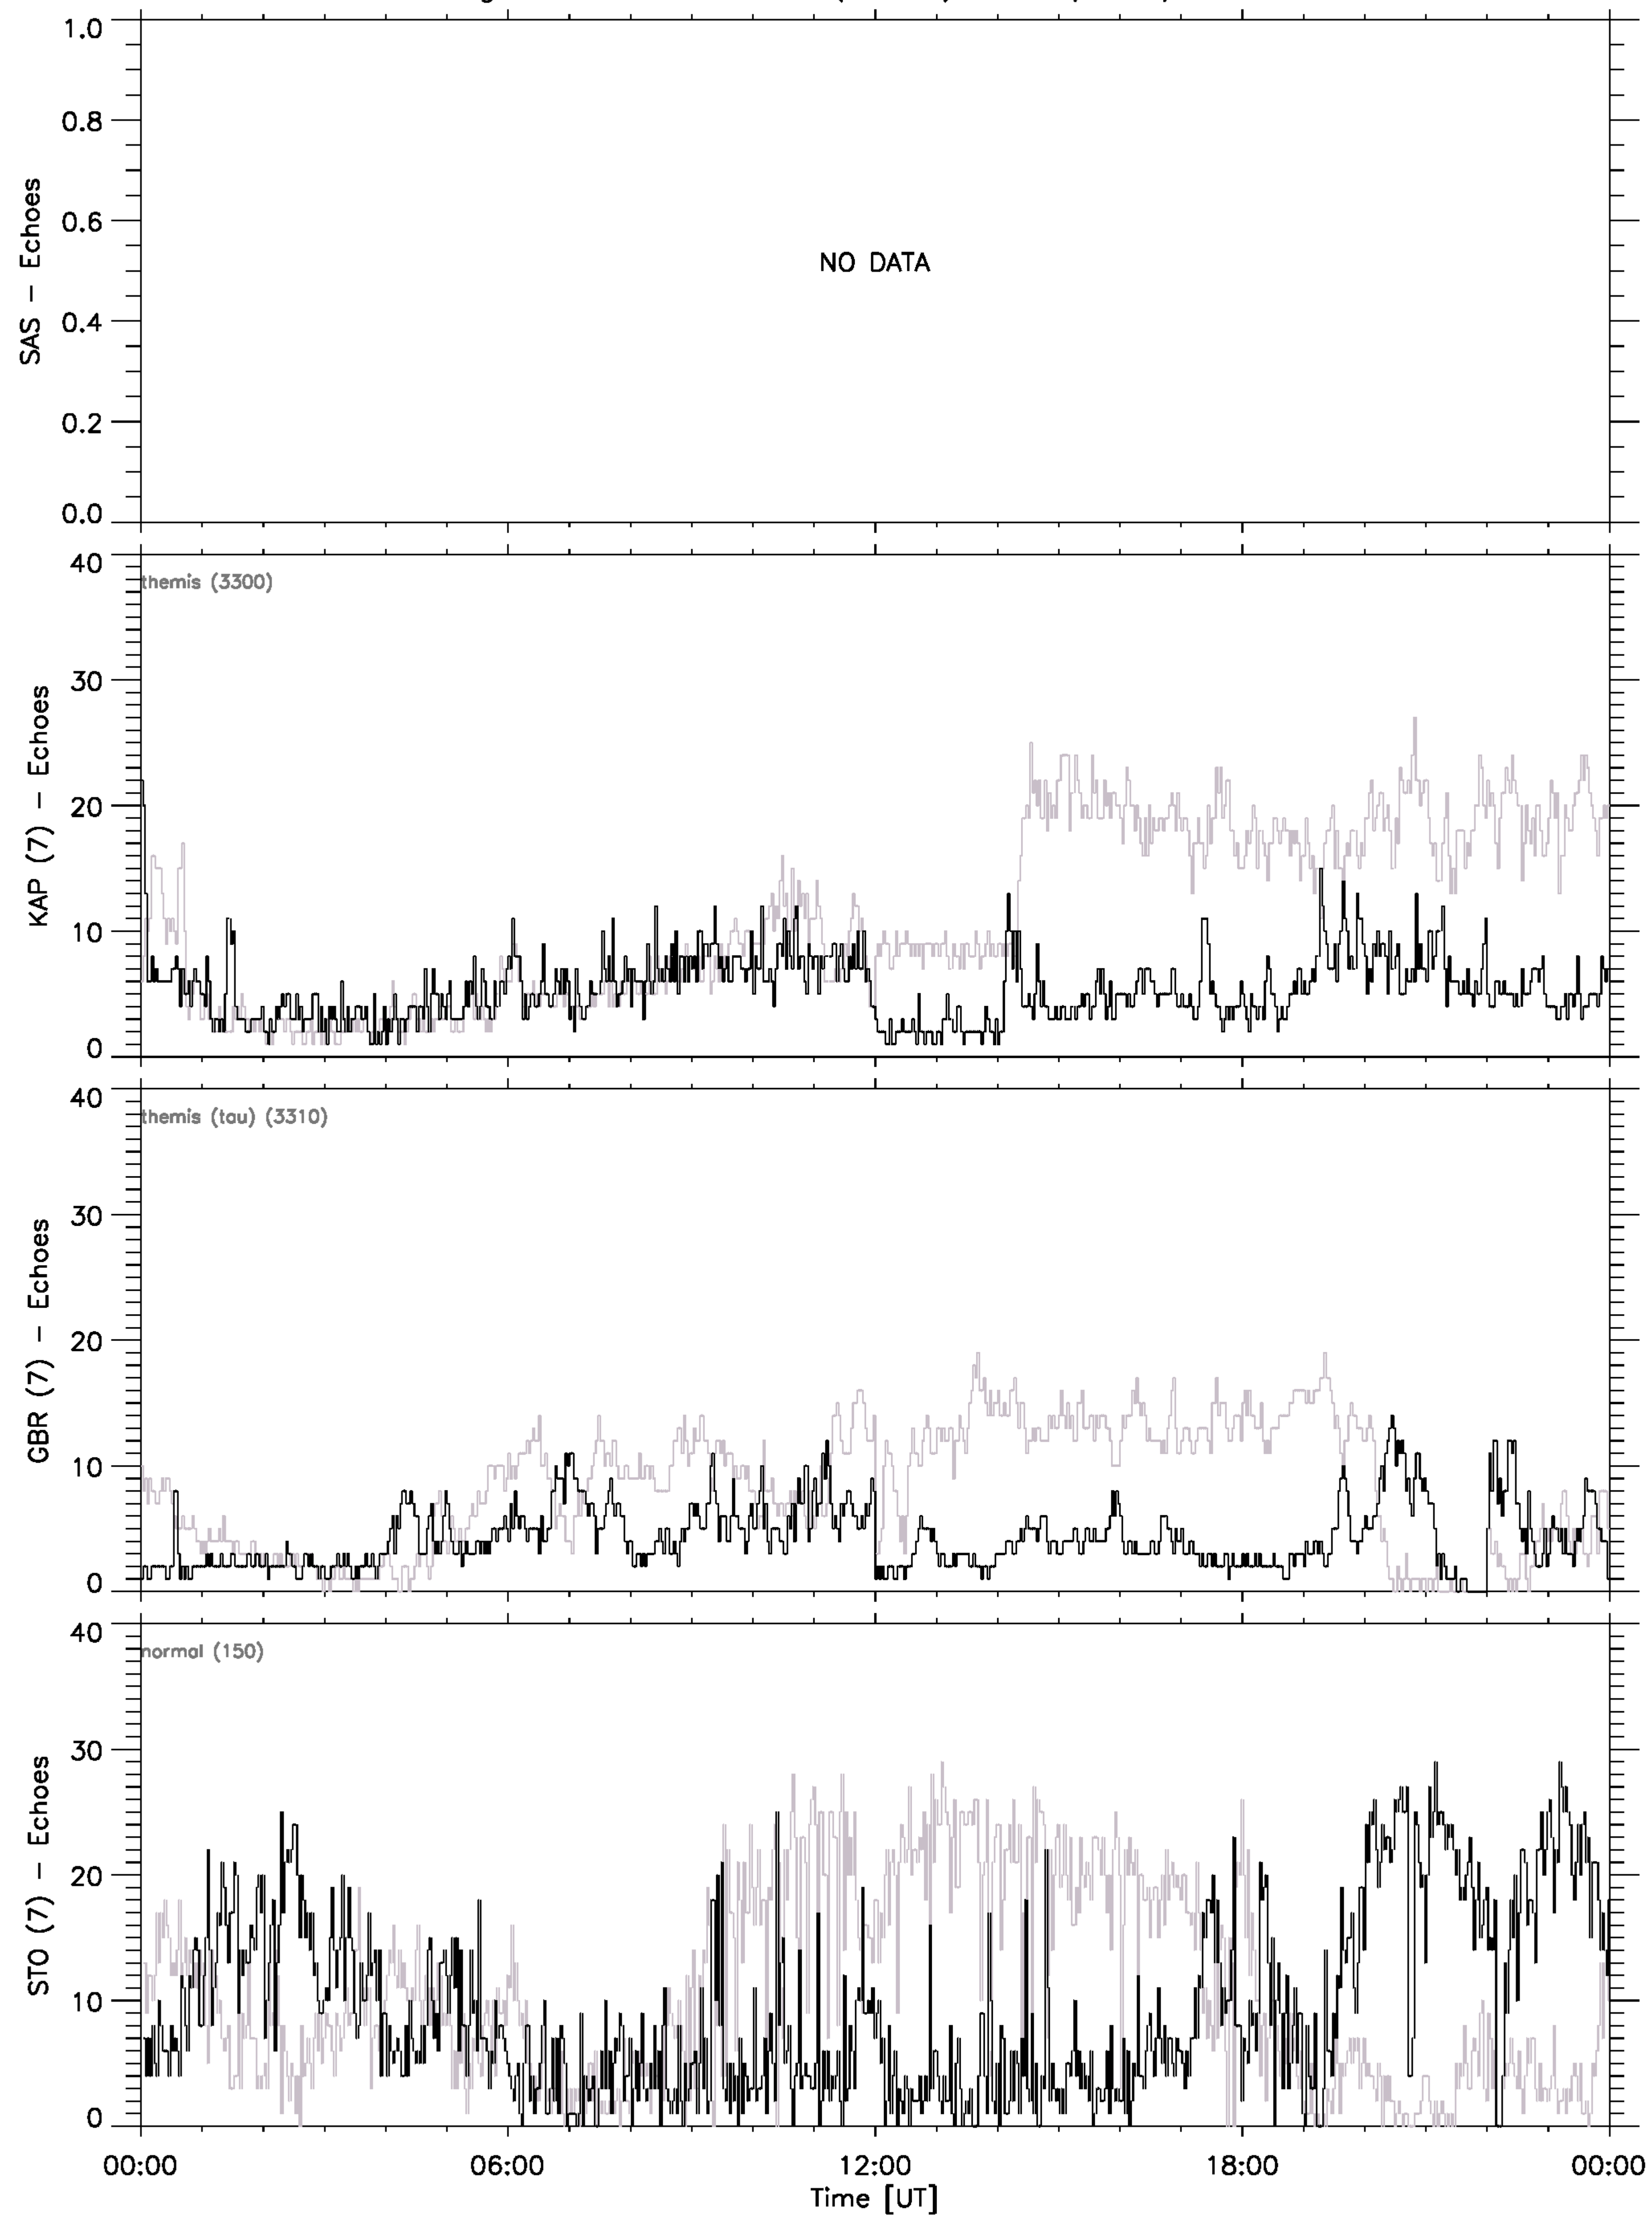 1.0
0.8
0.6
0.4
0.2
0.0
SAS – Echoes
NO DATA
40
30
20
10
0
KAP (7) – Echoes
themis (3300)
40
30
20
10
0
GBR (7) – Echoes
themis (tau) (3310)
40
30
20
10
0
STO (7) – Echoes
normal (150)
00:00 06:00 12:00 18:00 00:00
Time [UT]